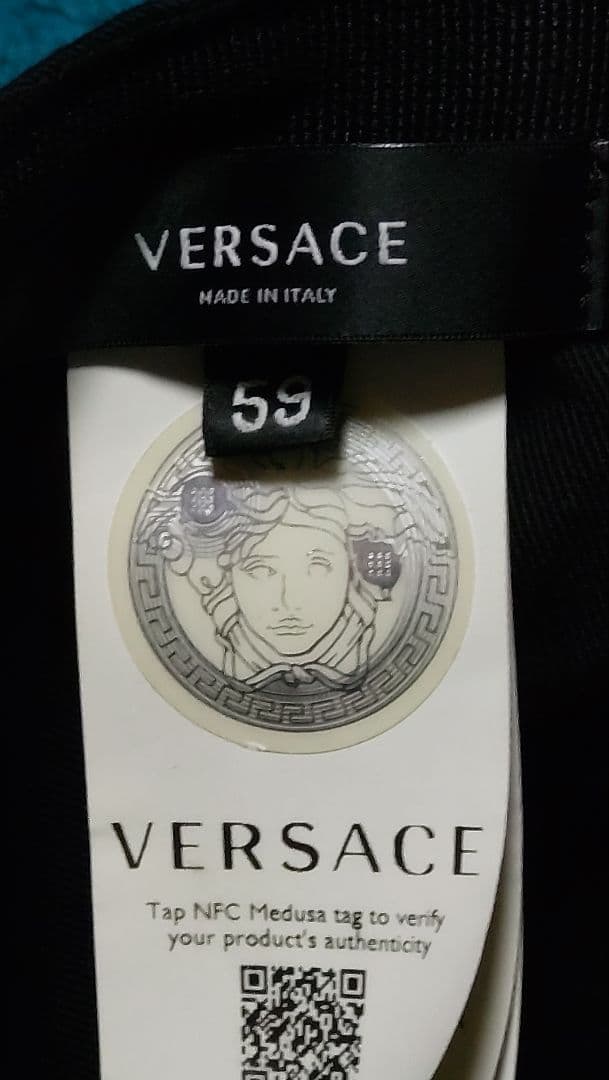 VERSACE
MADE IN ITALY
59
VERSACE
Tap NFC Medusa tag to verify
your product's authenticity